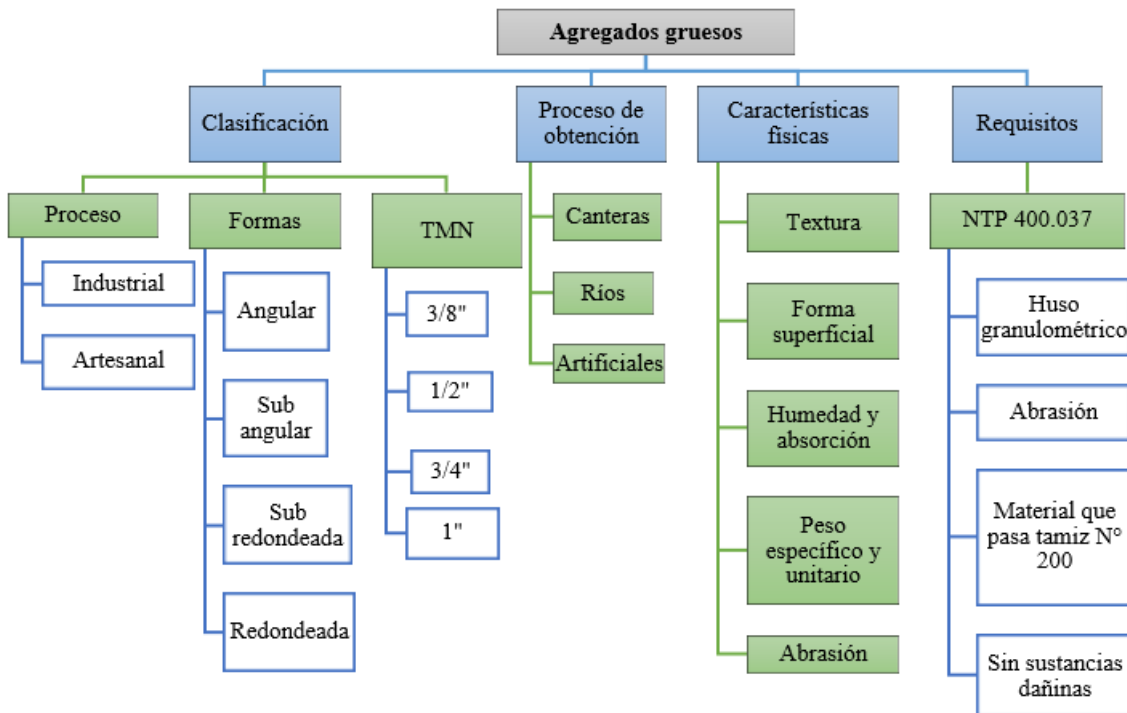 Agregados gruesos
Clasificación
Proceso de
obtención
Características
físicas
Requisitos
Proceso
Industrial
Artesanal
Formas
Angular
Sub
angular
Sub
redondeada
Redondeada
TMN
3/8"
1/2"
3/4"
1"
Canteras
Ríos
Artificiales
Textura
Forma
superficial
Humedad y
absorción
Peso
específico y
unitario
Abrasión
NTP 400.037
Huso
granulométrico
Abrasión
Material que
pasa tamiz N°
200
Sin sustancias
dañinas